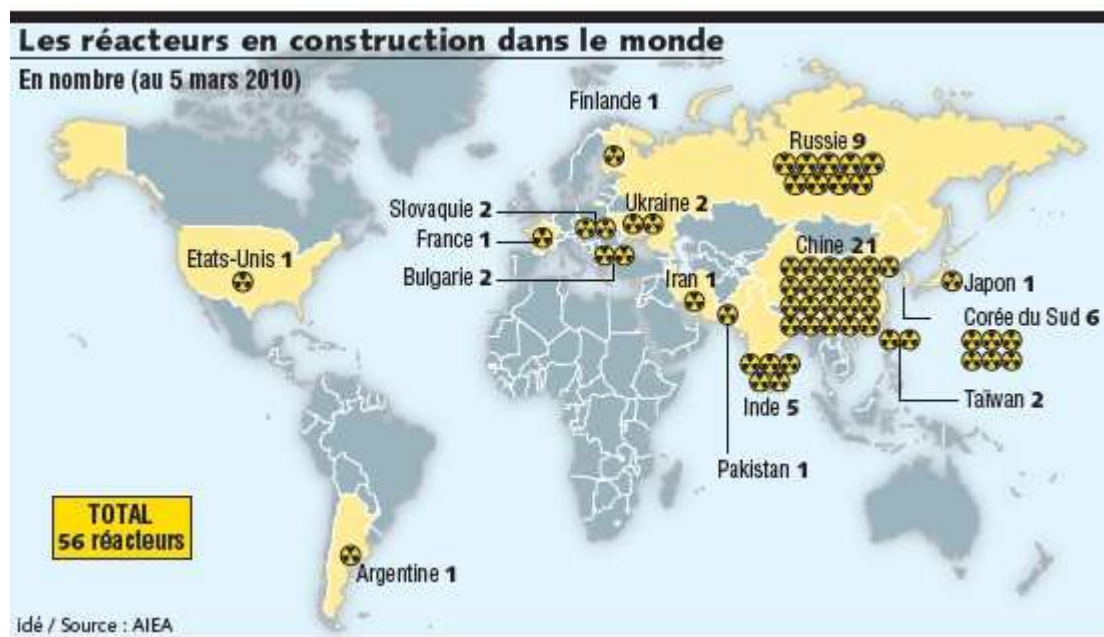 Les réacteurs en construction dans le monde
En nombre (au 5 mars 2010)
Finlande 1
Russie 9
Slovaquie 2
Ukraine 2
France 1
Chine 21
Etats-Unis 1
Bulgarie 2
Iran 1
Japon 1
Corée du Sud 6
Taïwan 2
Inde 5
Pakistan 1
TOTAL
56 réacteurs
Argentine 1
idé / Source : AIEA